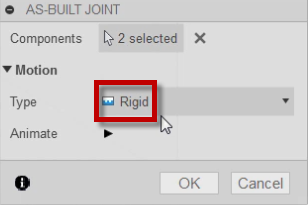 AS-BUILT JOINT
Components 2 selected
Motion
Type Rigid
Animate
OK Cancel